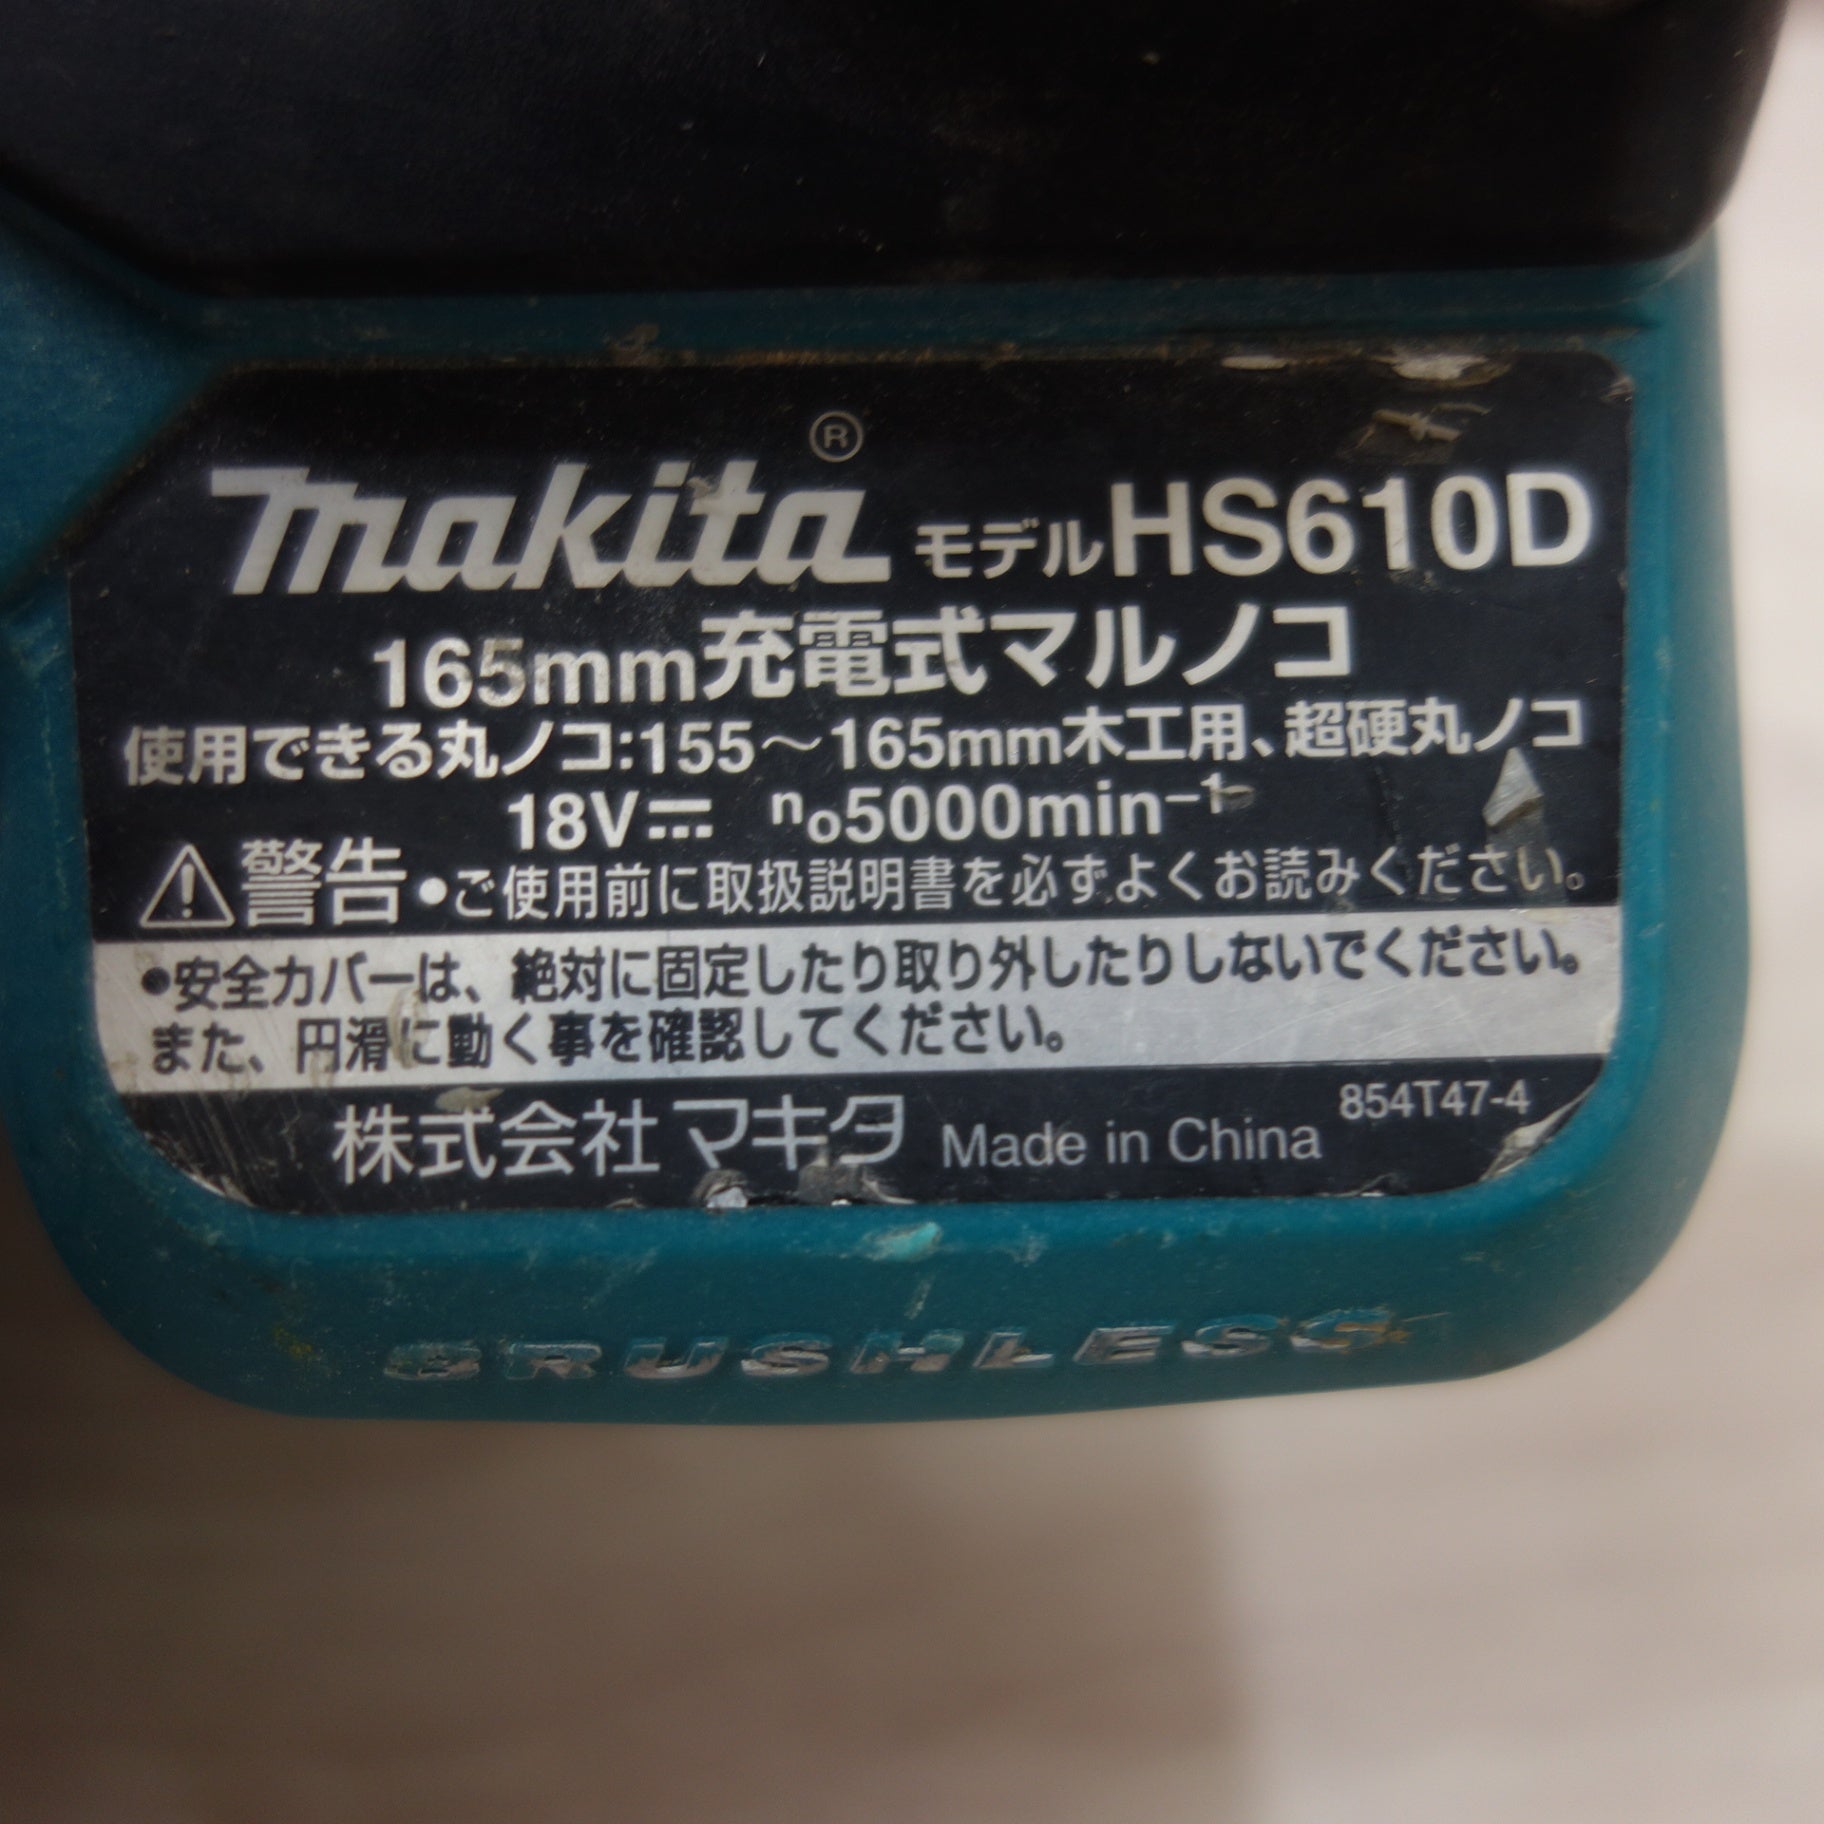 makita® モデルHS610D
165mm充電式マルノコ
使用できる丸ノコ:155～165mm木工用、超硬丸ノコ
18V⎓ n₀5000min⁻¹
⚠警告 •ご使用前に取扱説明書を必ずよくお読みください。
•安全カバーは、絶対に固定したり取り外したりしないでください。
また、円滑に動く事を確認してください。
株式会社マキタ Made in China 854T47-4
BRUSHLESS